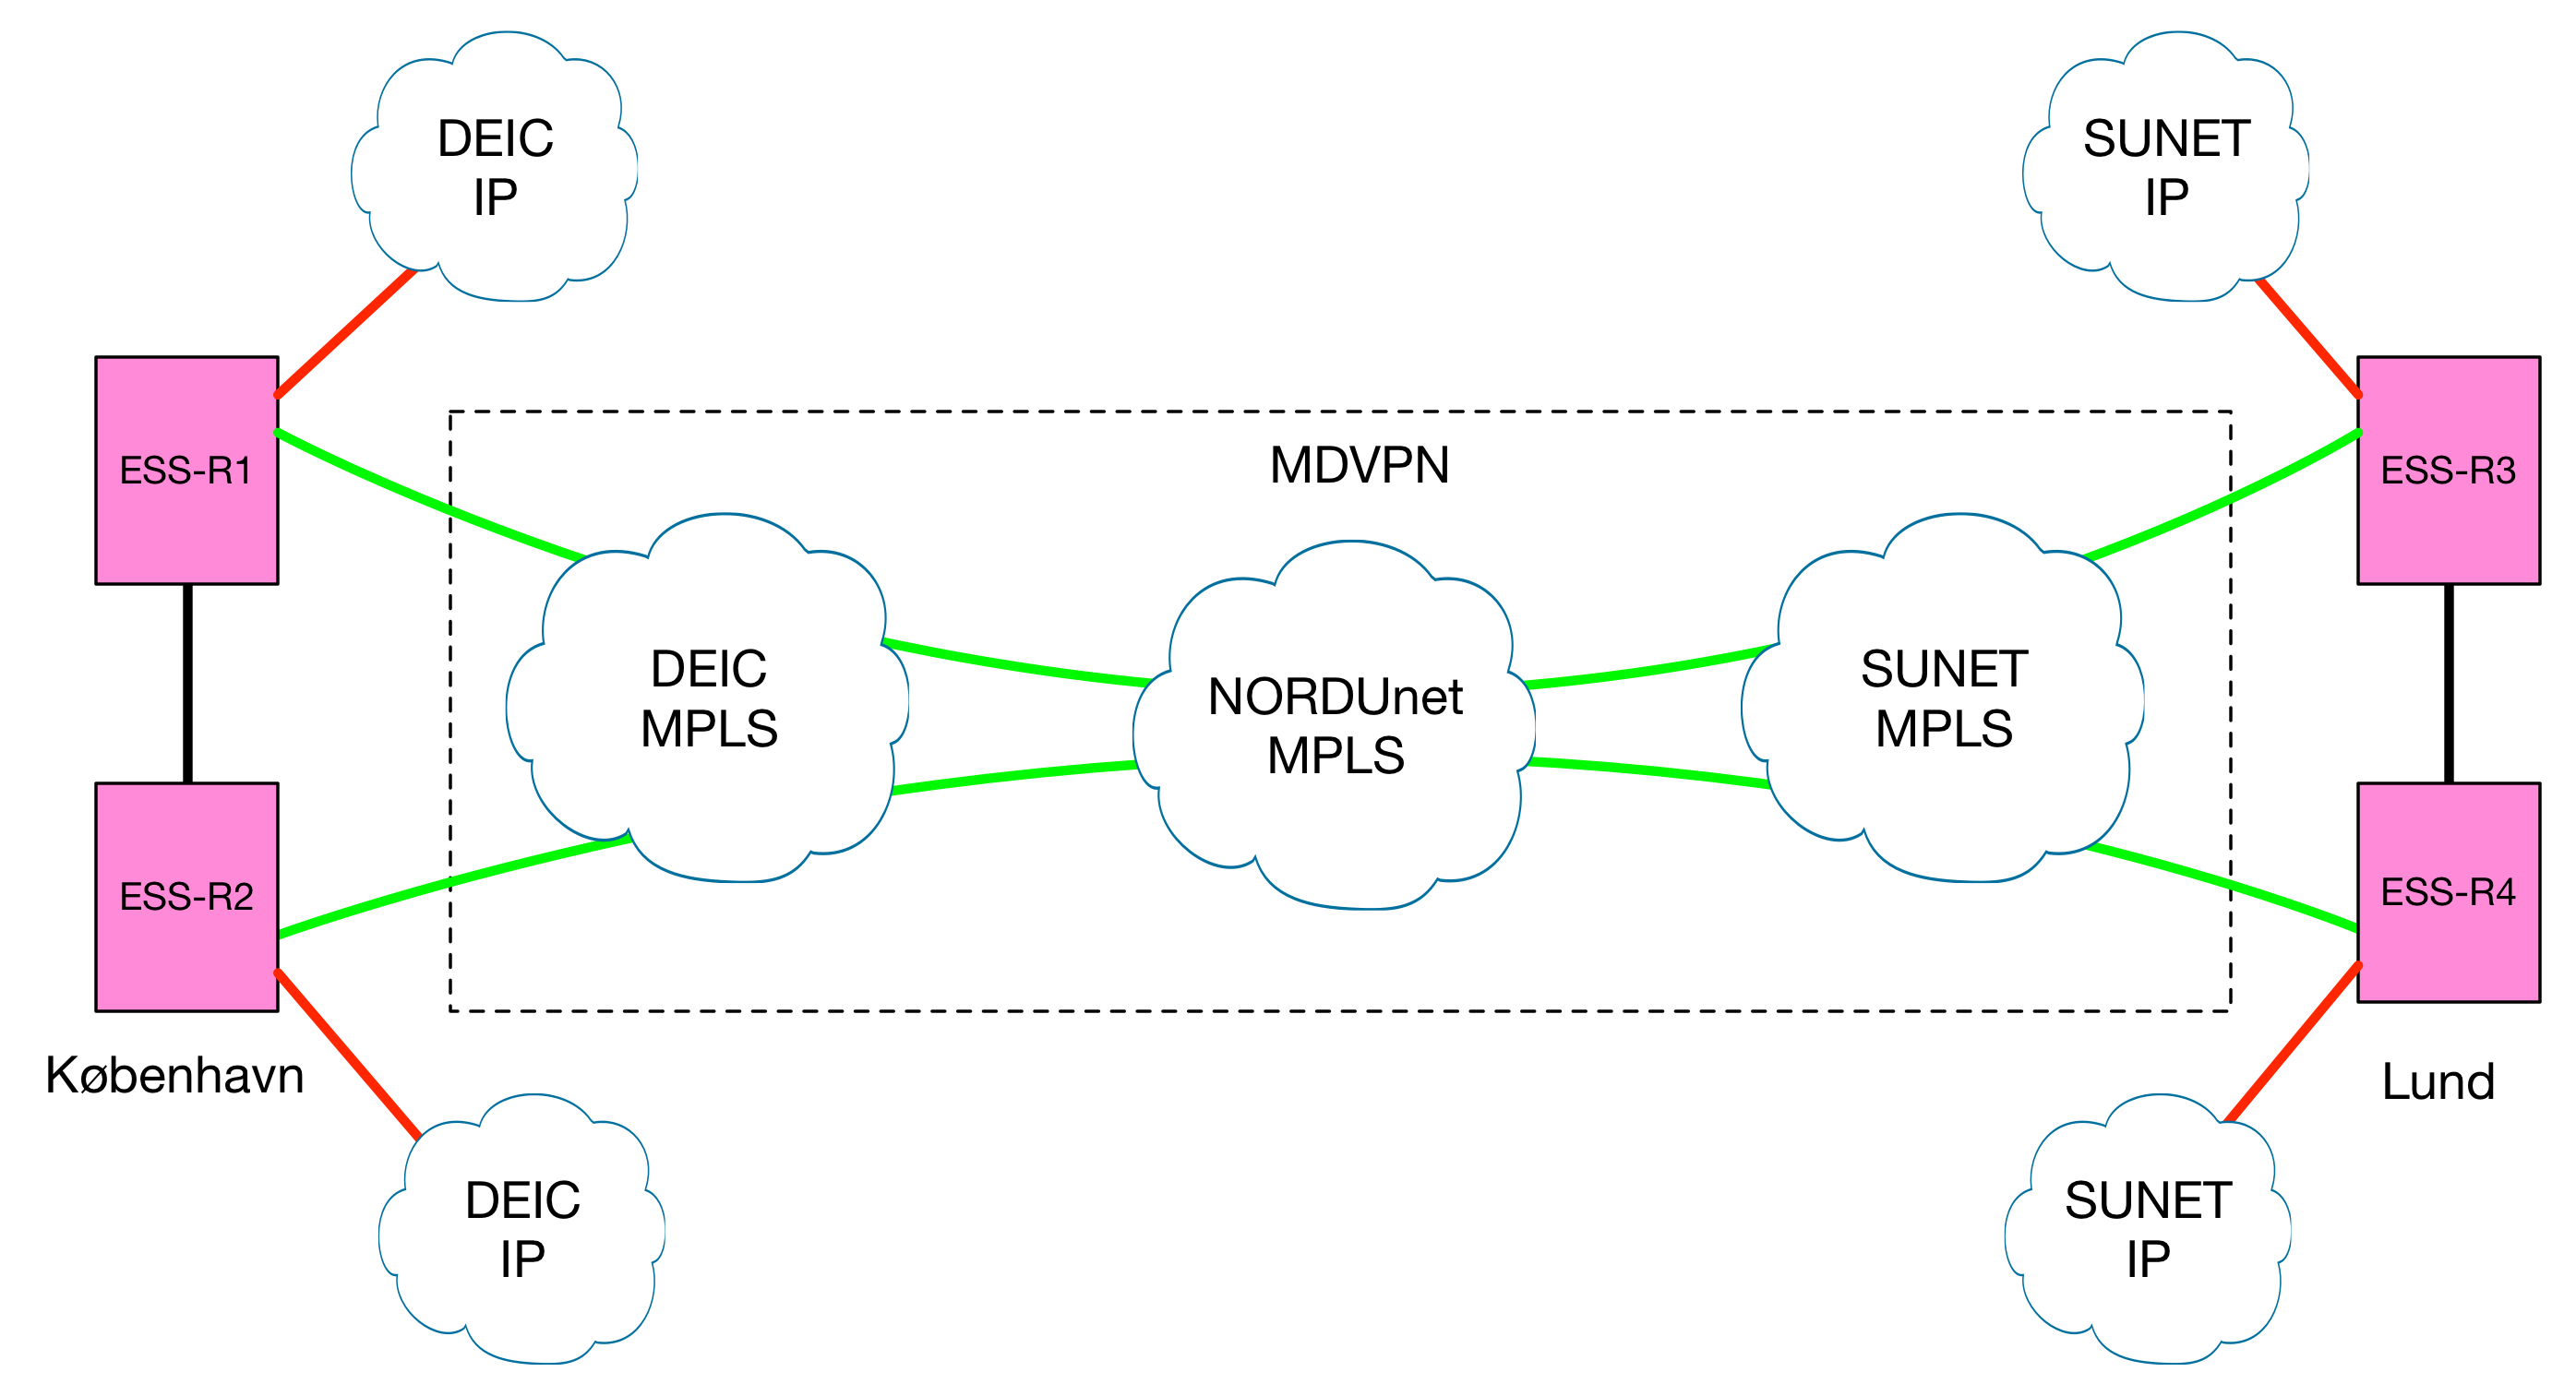 DEIC
IP
SUNET
IP
MDVPN
ESS-R1
ESS-R3
DEIC
MPLS
NORDUnet
MPLS
SUNET
MPLS
ESS-R2
ESS-R4
København
Lund
DEIC
IP
SUNET
IP